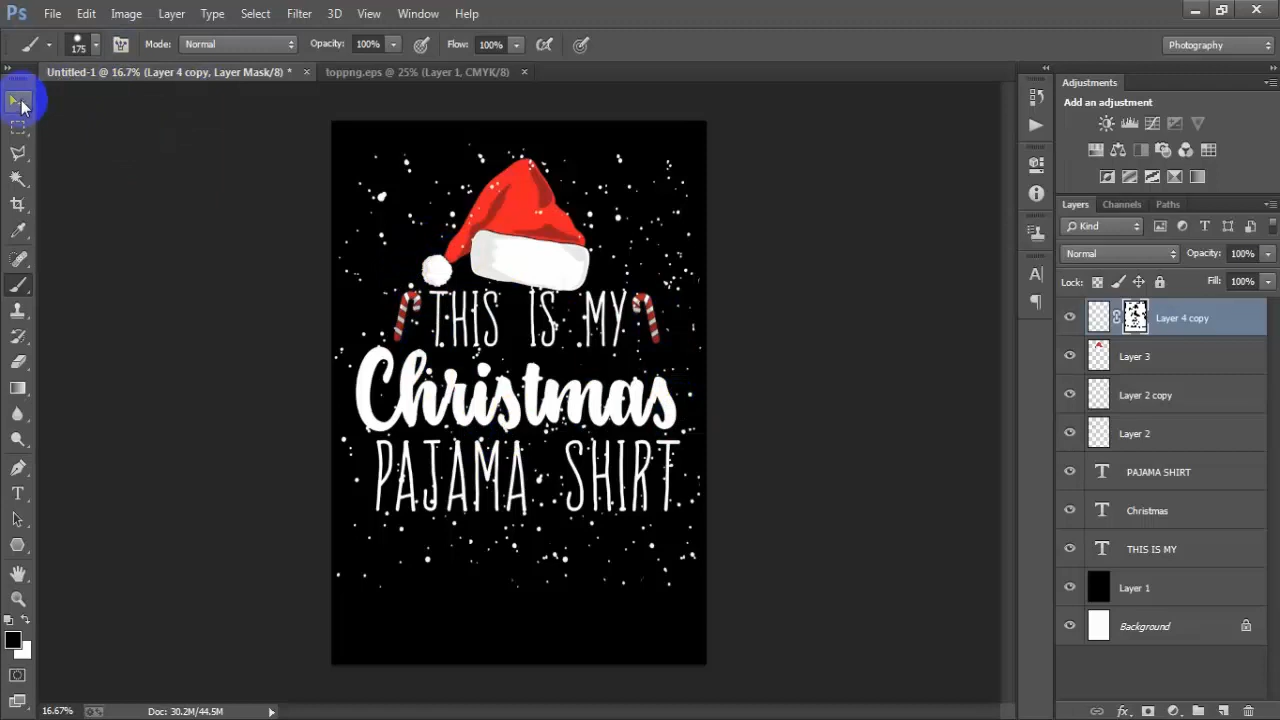 Ps File Edit Image Layer Type Select Filter 3D View Window Help
175 Mode: Normal Opacity: 100% Flow: 100% Photography
Untitled-1 @ 16.7% (Layer 4 copy, Layer Mask/8) * × toppng.eps @ 25% (Layer 1, CMYK/8) ×
Adjustments
Add an adjustment
Layers Channels Paths
Kind
Normal Opacity: 100%
Lock: Fill: 100%
Layer 4 copy
Layer 3
Layer 2 copy
Layer 2
PAJAMA SHIRT
Christmas
THIS IS MY
Layer 1
Background
THIS IS MY
Christmas
PAJAMA SHIRT
16.67% Doc: 30.2M/44.5M